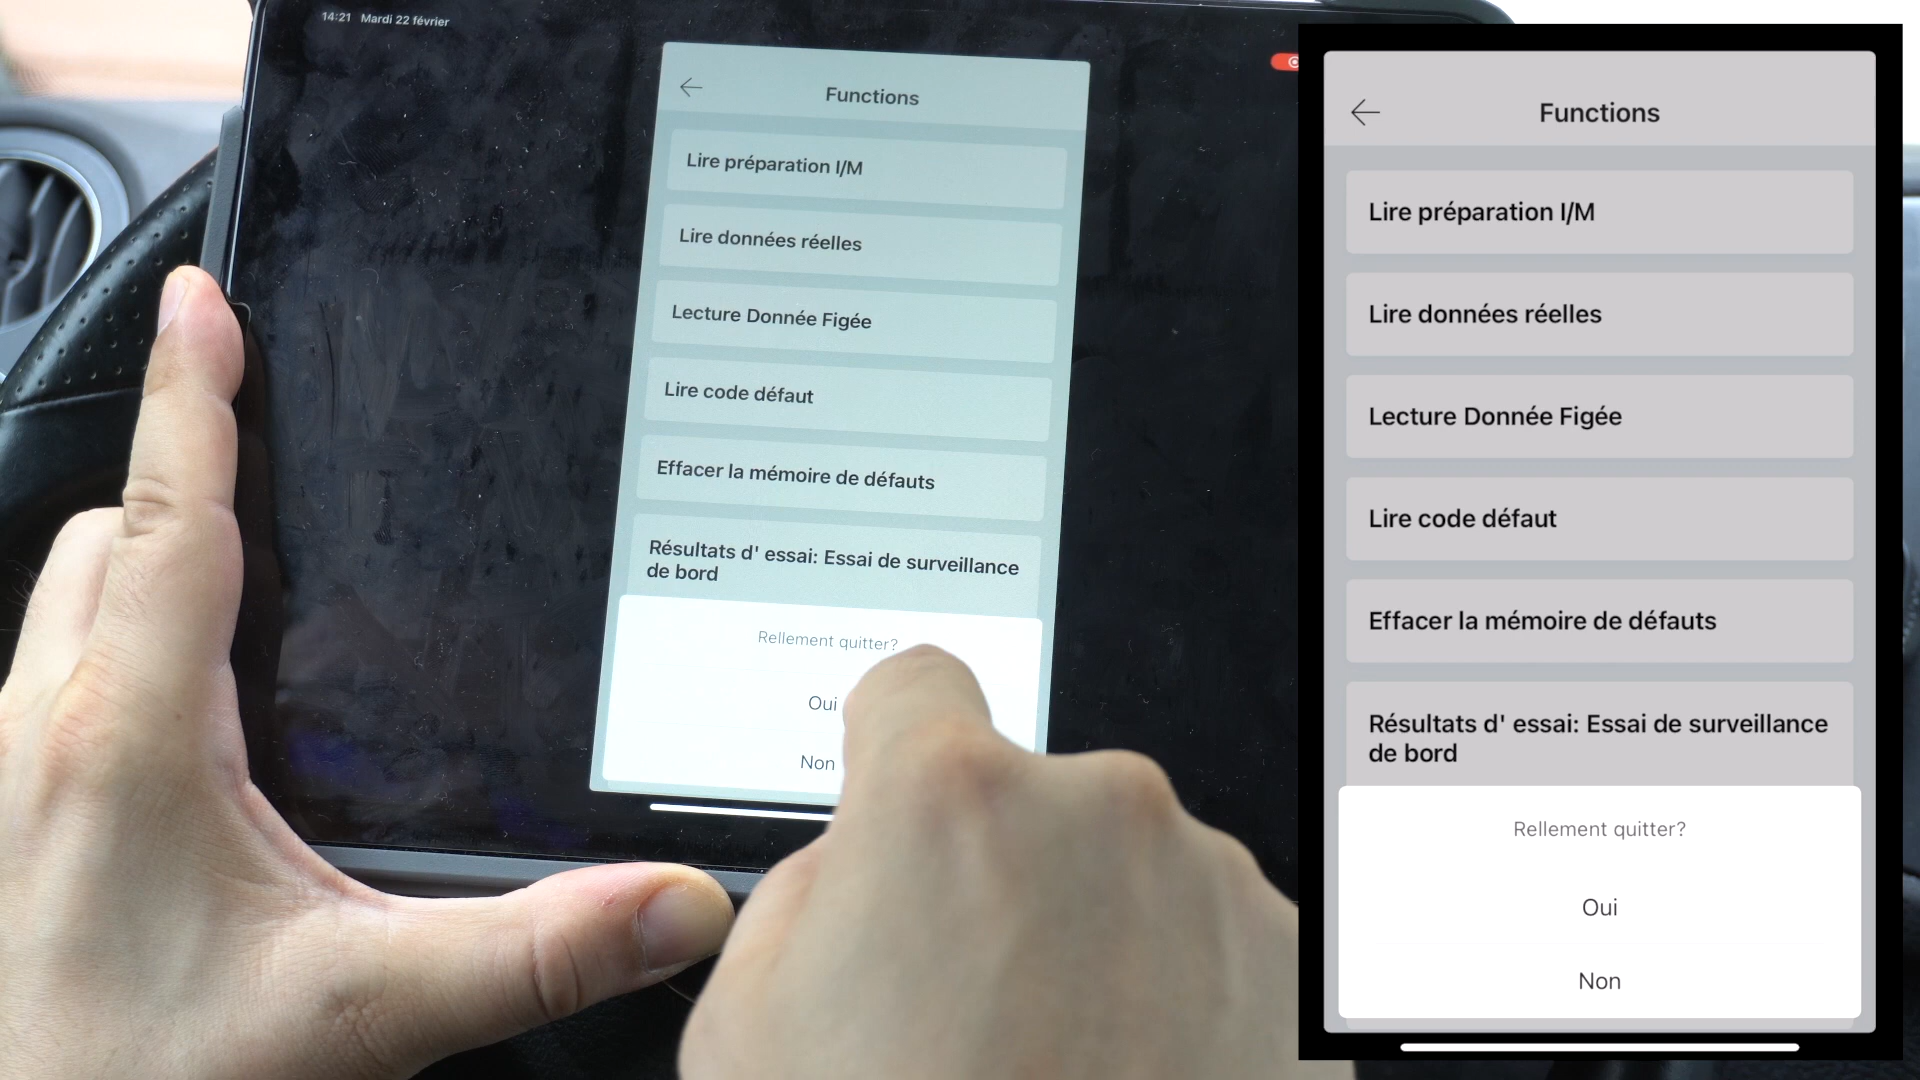 14:21 Mardi 22 février
Functions
Lire préparation I/M
Lire données réelles
Lecture Donnée Figée
Lire code défaut
Effacer la mémoire de défauts
Résultats d' essai: Essai de surveillance
de bord
Rellement quitter?
Oui
Non
Functions
Lire préparation I/M
Lire données réelles
Lecture Donnée Figée
Lire code défaut
Effacer la mémoire de défauts
Résultats d' essai: Essai de surveillance
de bord
Rellement quitter?
Oui
Non